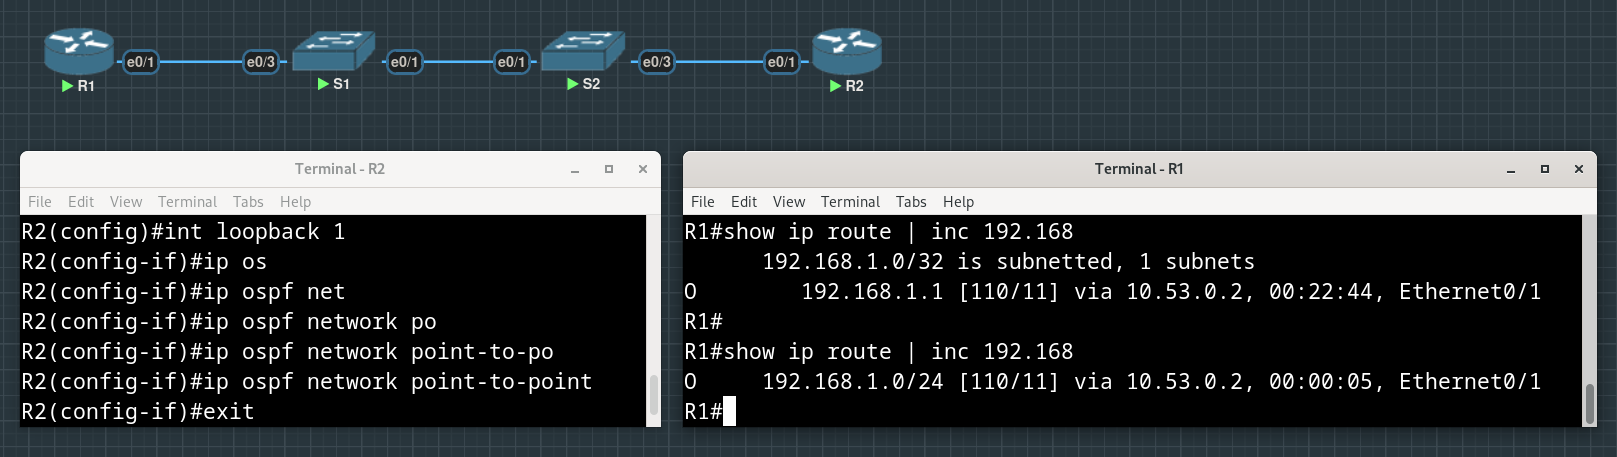 e0/1 e0/3 e0/1 e0/1 e0/3 e0/1
R1 S1 S2 R2
Terminal - R2
File Edit View Terminal Tabs Help
R2(config)#int loopback 1
R2(config-if)#ip os
R2(config-if)#ip ospf net
R2(config-if)#ip ospf network po
R2(config-if)#ip ospf network point-to-po
R2(config-if)#ip ospf network point-to-point
R2(config-if)#exit
Terminal - R1
File Edit View Terminal Tabs Help
R1#show ip route | inc 192.168
      192.168.1.0/32 is subnetted, 1 subnets
O        192.168.1.1 [110/11] via 10.53.0.2, 00:22:44, Ethernet0/1
R1#
R1#show ip route | inc 192.168
O     192.168.1.0/24 [110/11] via 10.53.0.2, 00:00:05, Ethernet0/1
R1#